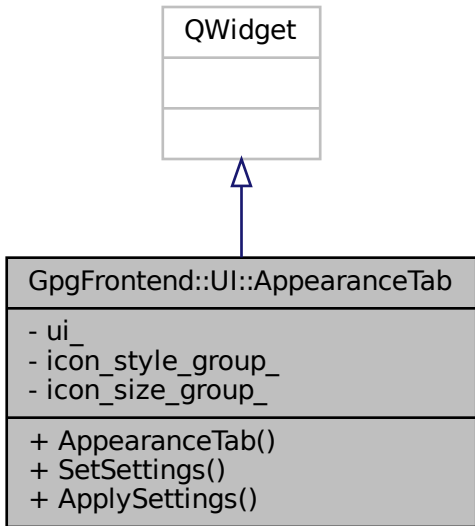 QWidget
GpgFrontend::UI::AppearanceTab
- ui_
- icon_style_group_
- icon_size_group_
+ AppearanceTab()
+ SetSettings()
+ ApplySettings()